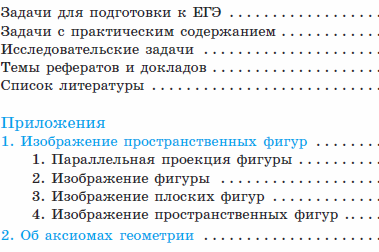 Задачи для подготовки к ЕГЭ . . . . . . . . . . . . . . . . . .
Задачи с практическим содержанием . . . . . . . . . . . .
Исследовательские задачи . . . . . . . . . . . . . . . . . . . . .
Темы рефератов и докладов . . . . . . . . . . . . . . . . . . . .
Список литературы . . . . . . . . . . . . . . . . . . . . . . . . . . . .
Приложения
1. Изображение пространственных фигур . . . . . . . .
1. Параллельная проекция фигуры . . . . . . . . . .
2. Изображение фигуры . . . . . . . . . . . . . . . . . . . .
3. Изображение плоских фигур . . . . . . . . . . . . . .
4. Изображение пространственных фигур . . . . .
2. Об аксиомах геометрии . . . . . . . . . . . . . . . . . . . . . .